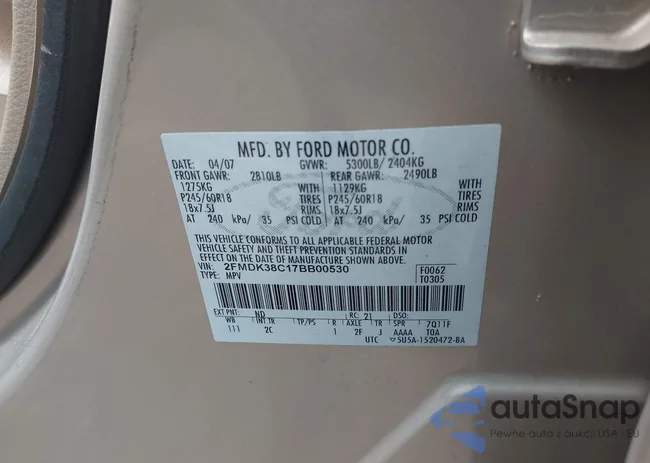 MFD. BY FORD MOTOR CO.
DATE: 04/07 GVWR: 5300LB/ 2404KG
FRONT GAWR: 2810LB REAR GAWR: 2490LB
1275KG WITH 1129KG WITH
P245/60R18 TIRES P245/60R18 TIRES
18x7.5J RIMS 18x7.5J RIMS
AT 240 kPa/ 35 PSI COLD AT 240 kPa/ 35 PSI COLD
THIS VEHICLE CONFORMS TO ALL APPLICABLE FEDERAL MOTOR
VEHICLE SAFETY AND THEFT PREVENTION STANDARDS IN
EFFECT ON THE DATE OF MANUFACTURE SHOWN ABOVE.
VIN: 2FMDK38C17BB00530 F0062
TYPE: MPV T0305
EXT PNT: ND RC: 21 DSO:
WB INT TR TP/PS R AXLE TR SPR 7Q11F
111 2C 1 2F J AAAA T0A
UTC 5U5A-1520472-BA
Ford
autaSnap
Pewne auta z aukcji USA - EU